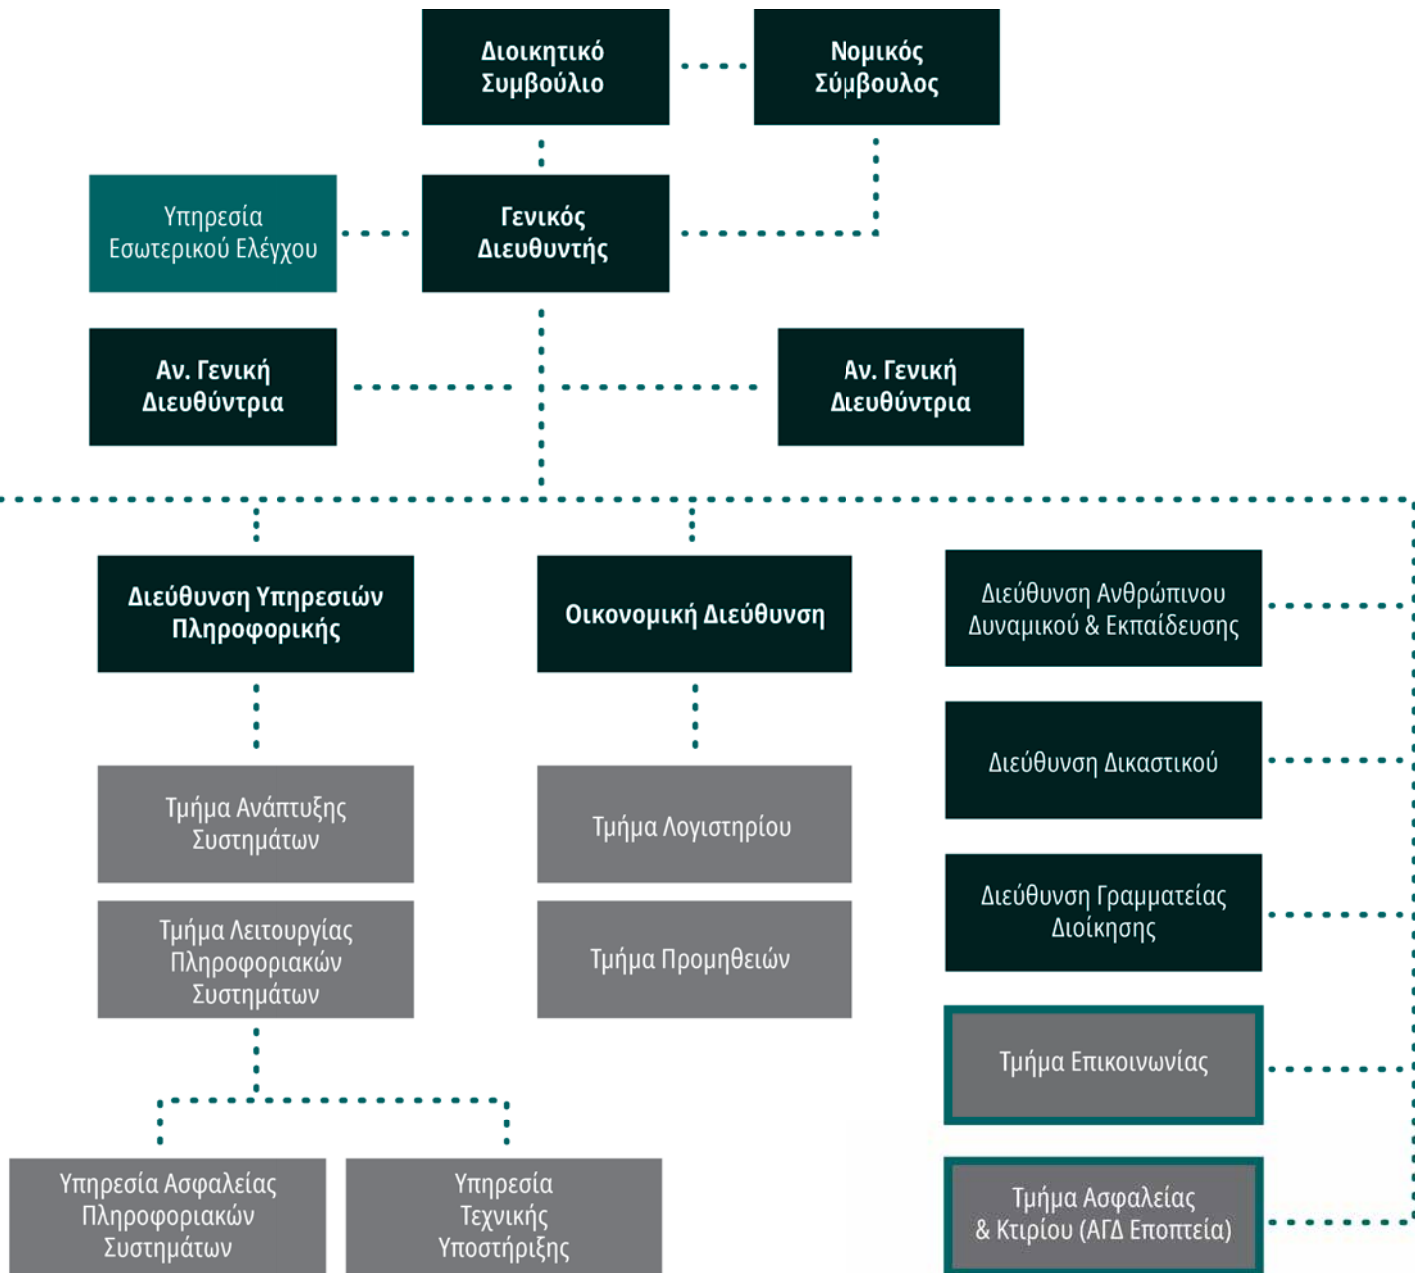 Διοικητικό
Συμβούλιο
Νομικός
Σύμβουλος
Υπηρεσία
Εσωτερικού Ελέγχου
Γενικός
Διευθυντής
Αν. Γενική
Διευθύντρια
Αν. Γενική
Διευθύντρια
Διεύθυνση Υπηρεσιών
Πληροφορικής
Τμήμα Ανάπτυξης
Συστημάτων
Τμήμα Λειτουργίας
Πληροφοριακών
Συστημάτων
Υπηρεσία Ασφαλείας
Πληροφοριακών
Συστημάτων
Υπηρεσία
Τεχνικής
Υποστήριξης
Οικονομική Διεύθυνση
Τμήμα Λογιστηρίου
Τμήμα Προμηθειών
Διεύθυνση Ανθρώπινου
Δυναμικού & Εκπαίδευσης
Διεύθυνση Δικαστικού
Διεύθυνση Γραμματείας
Διοίκησης
Τμήμα Επικοινωνίας
Τμήμα Ασφαλείας
& Κτιρίου (ΑΓΔ Εποπτεία)